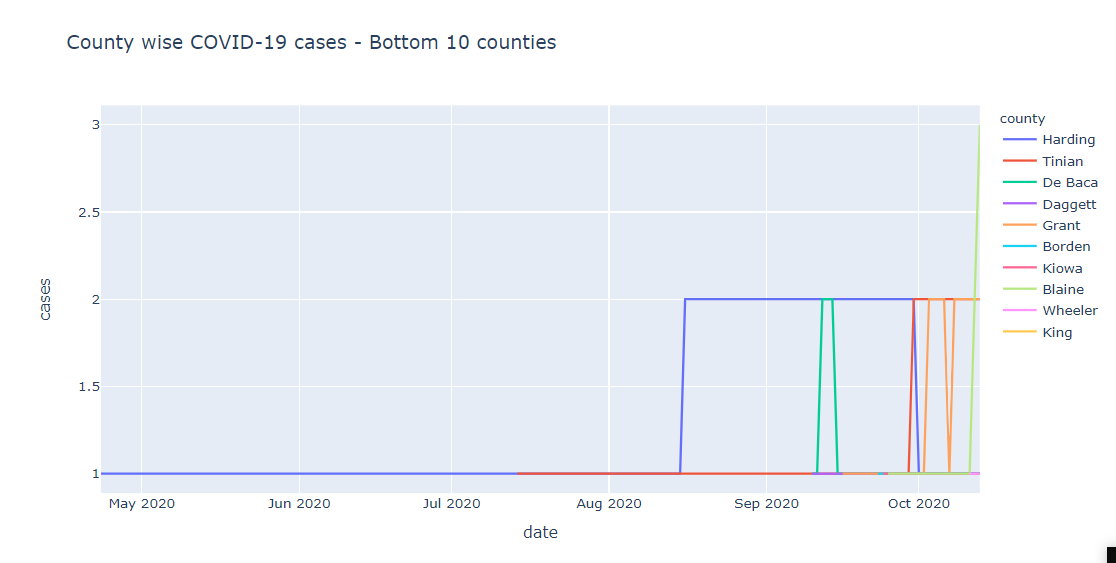 County wise COVID-19 cases - Bottom 10 counties
county
Harding
Tinian
De Baca
Daggett
Grant
Borden
Kiowa
Blaine
Wheeler
King
3
2.5
2
1.5
1
cases
May 2020
Jun 2020
Jul 2020
Aug 2020
Sep 2020
Oct 2020
date